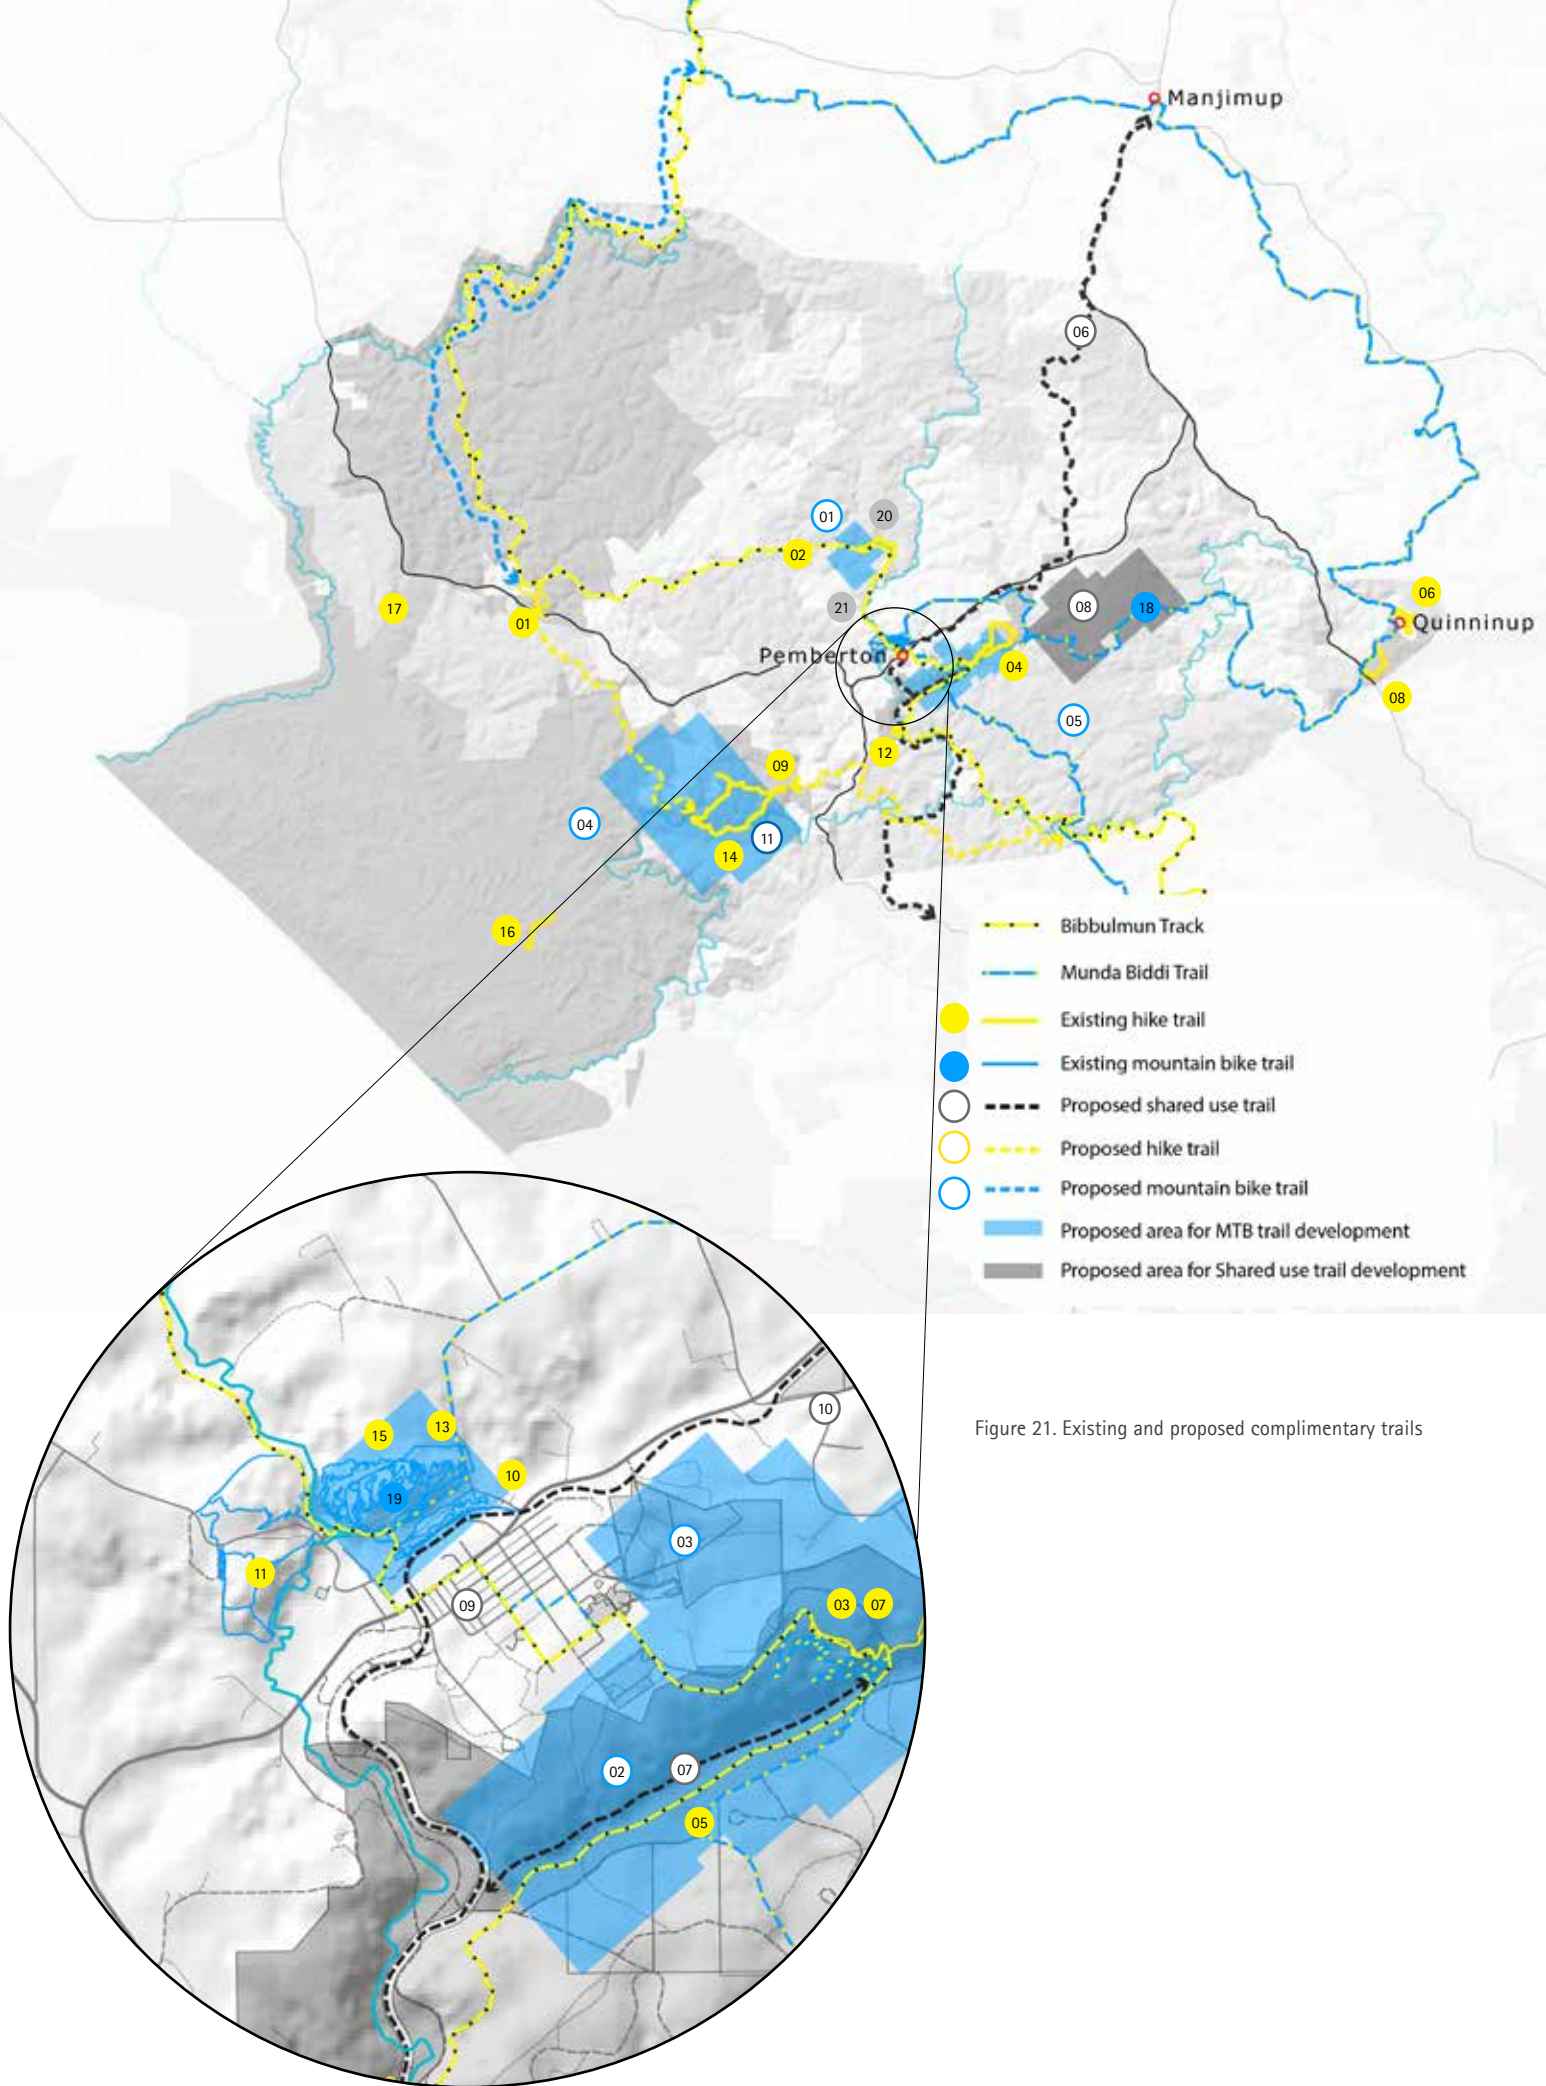 Manjimup
06
01
20
02
17
01
21
08
18
06
Quinninup
Pemberton
04
08
05
12
09
04
11
14
16
Bibbulmun Track
Munda Biddi Trail
Existing hike trail
Existing mountain bike trail
Proposed shared use trail
Proposed hike trail
Proposed mountain bike trail
Proposed area for MTB trail development
Proposed area for Shared use trail development
10
15
13
10
19
03
11
09
03
07
02
07
05
Figure 21. Existing and proposed complimentary trails